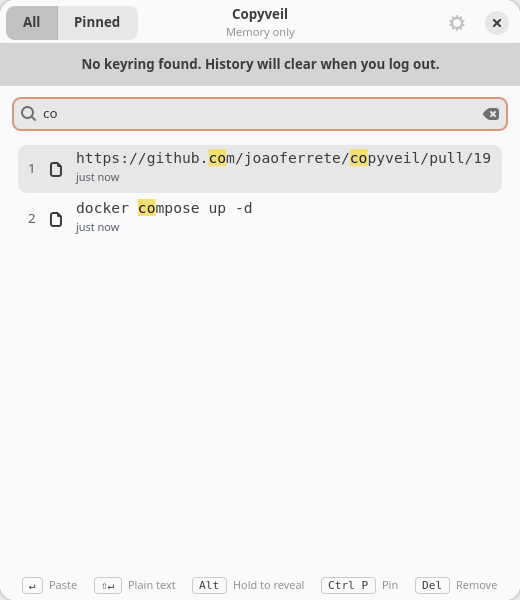 All
Pinned
Copyveil
Memory only
No keyring found. History will clear when you log out.
co
1
https://github.com/joaoferrete/copyveil/pull/19
just now
2
docker compose up -d
just now
↵ Paste ⇧↵ Plain text Alt Hold to reveal Ctrl P Pin Del Remove